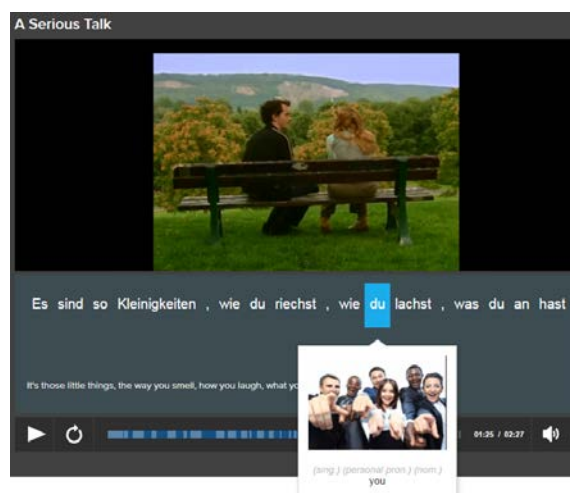 A Serious Talk
Es sind so Kleinigkeiten , wie du riechst , wie du lachst , was du an hast
It's those little things, the way you smell, how you laugh, what
01:25 / 02:27
(sing.) (personal pron.) (nom.)
you